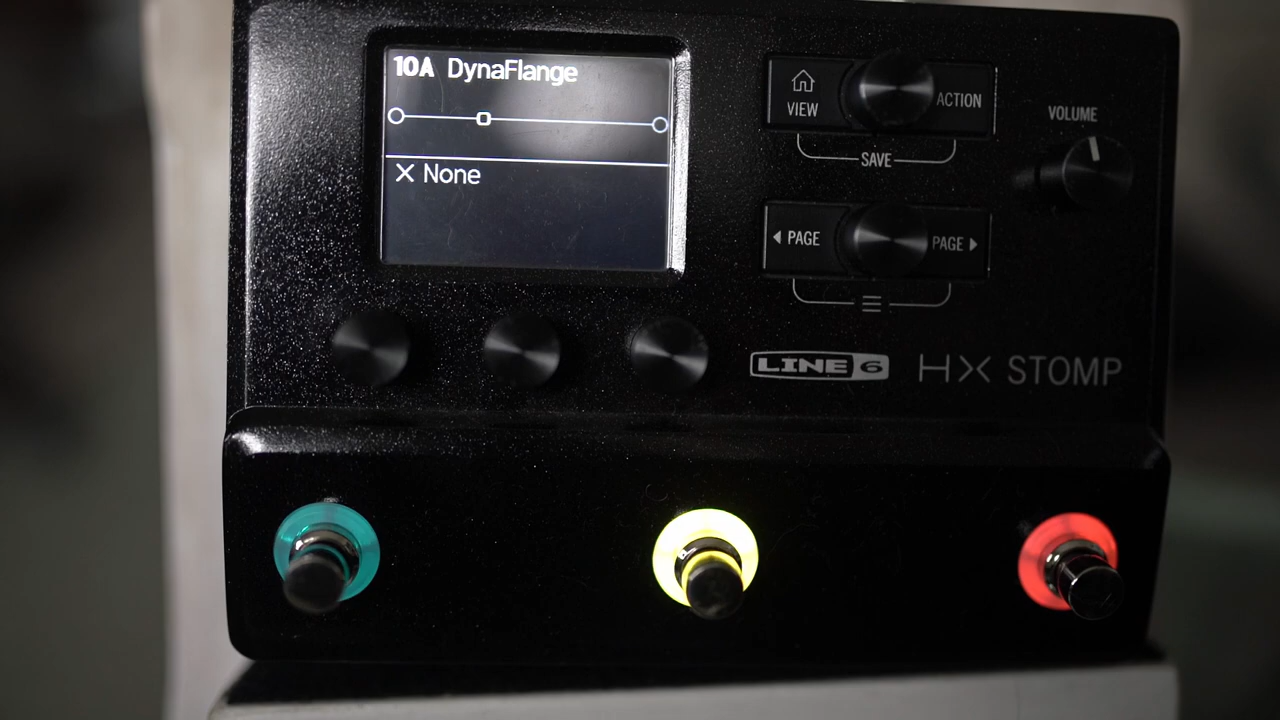 10A DynaFlange
None
VIEW
ACTION
SAVE
VOLUME
PAGE
PAGE
LINE 6
HX STOMP